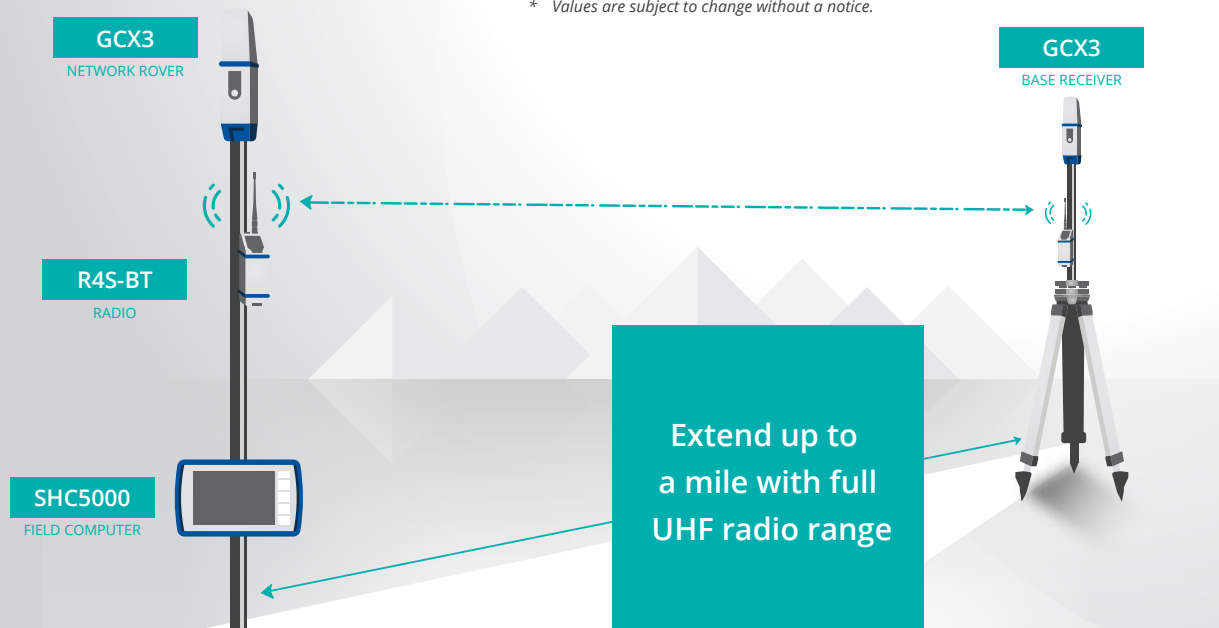 * Values are subject to change without a notice.
GCX3
NETWORK ROVER
GCX3
BASE RECEIVER
R4S-BT
RADIO
SHC5000
FIELD COMPUTER
Extend up to
a mile with full
UHF radio range